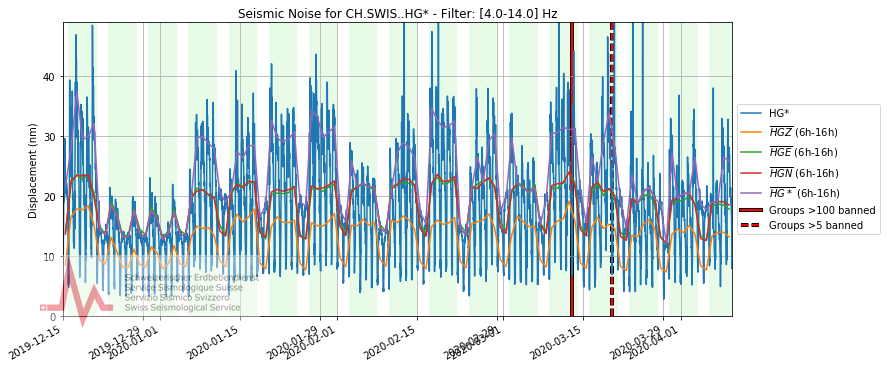 Seismic Noise for CH.SWIS..HG* - Filter: [4.0-14.0] Hz
Displacement (nm)
40
30
20
10
0
2019-12-15
2019-12-29
2020-01-01
2020-01-15
2020-01-29
2020-02-01
2020-02-15
2020-03-01
2020-03-15
2020-03-29
2020-04-01
HG*
HGZ (6h-16h)
HGE (6h-16h)
HGN (6h-16h)
HG* (6h-16h)
Groups >100 banned
Groups >5 banned
Schweizerischer Erdbebendienst
Service Sismologique Suisse
Servizio Sismico Svizzero
Swiss Seismological Service